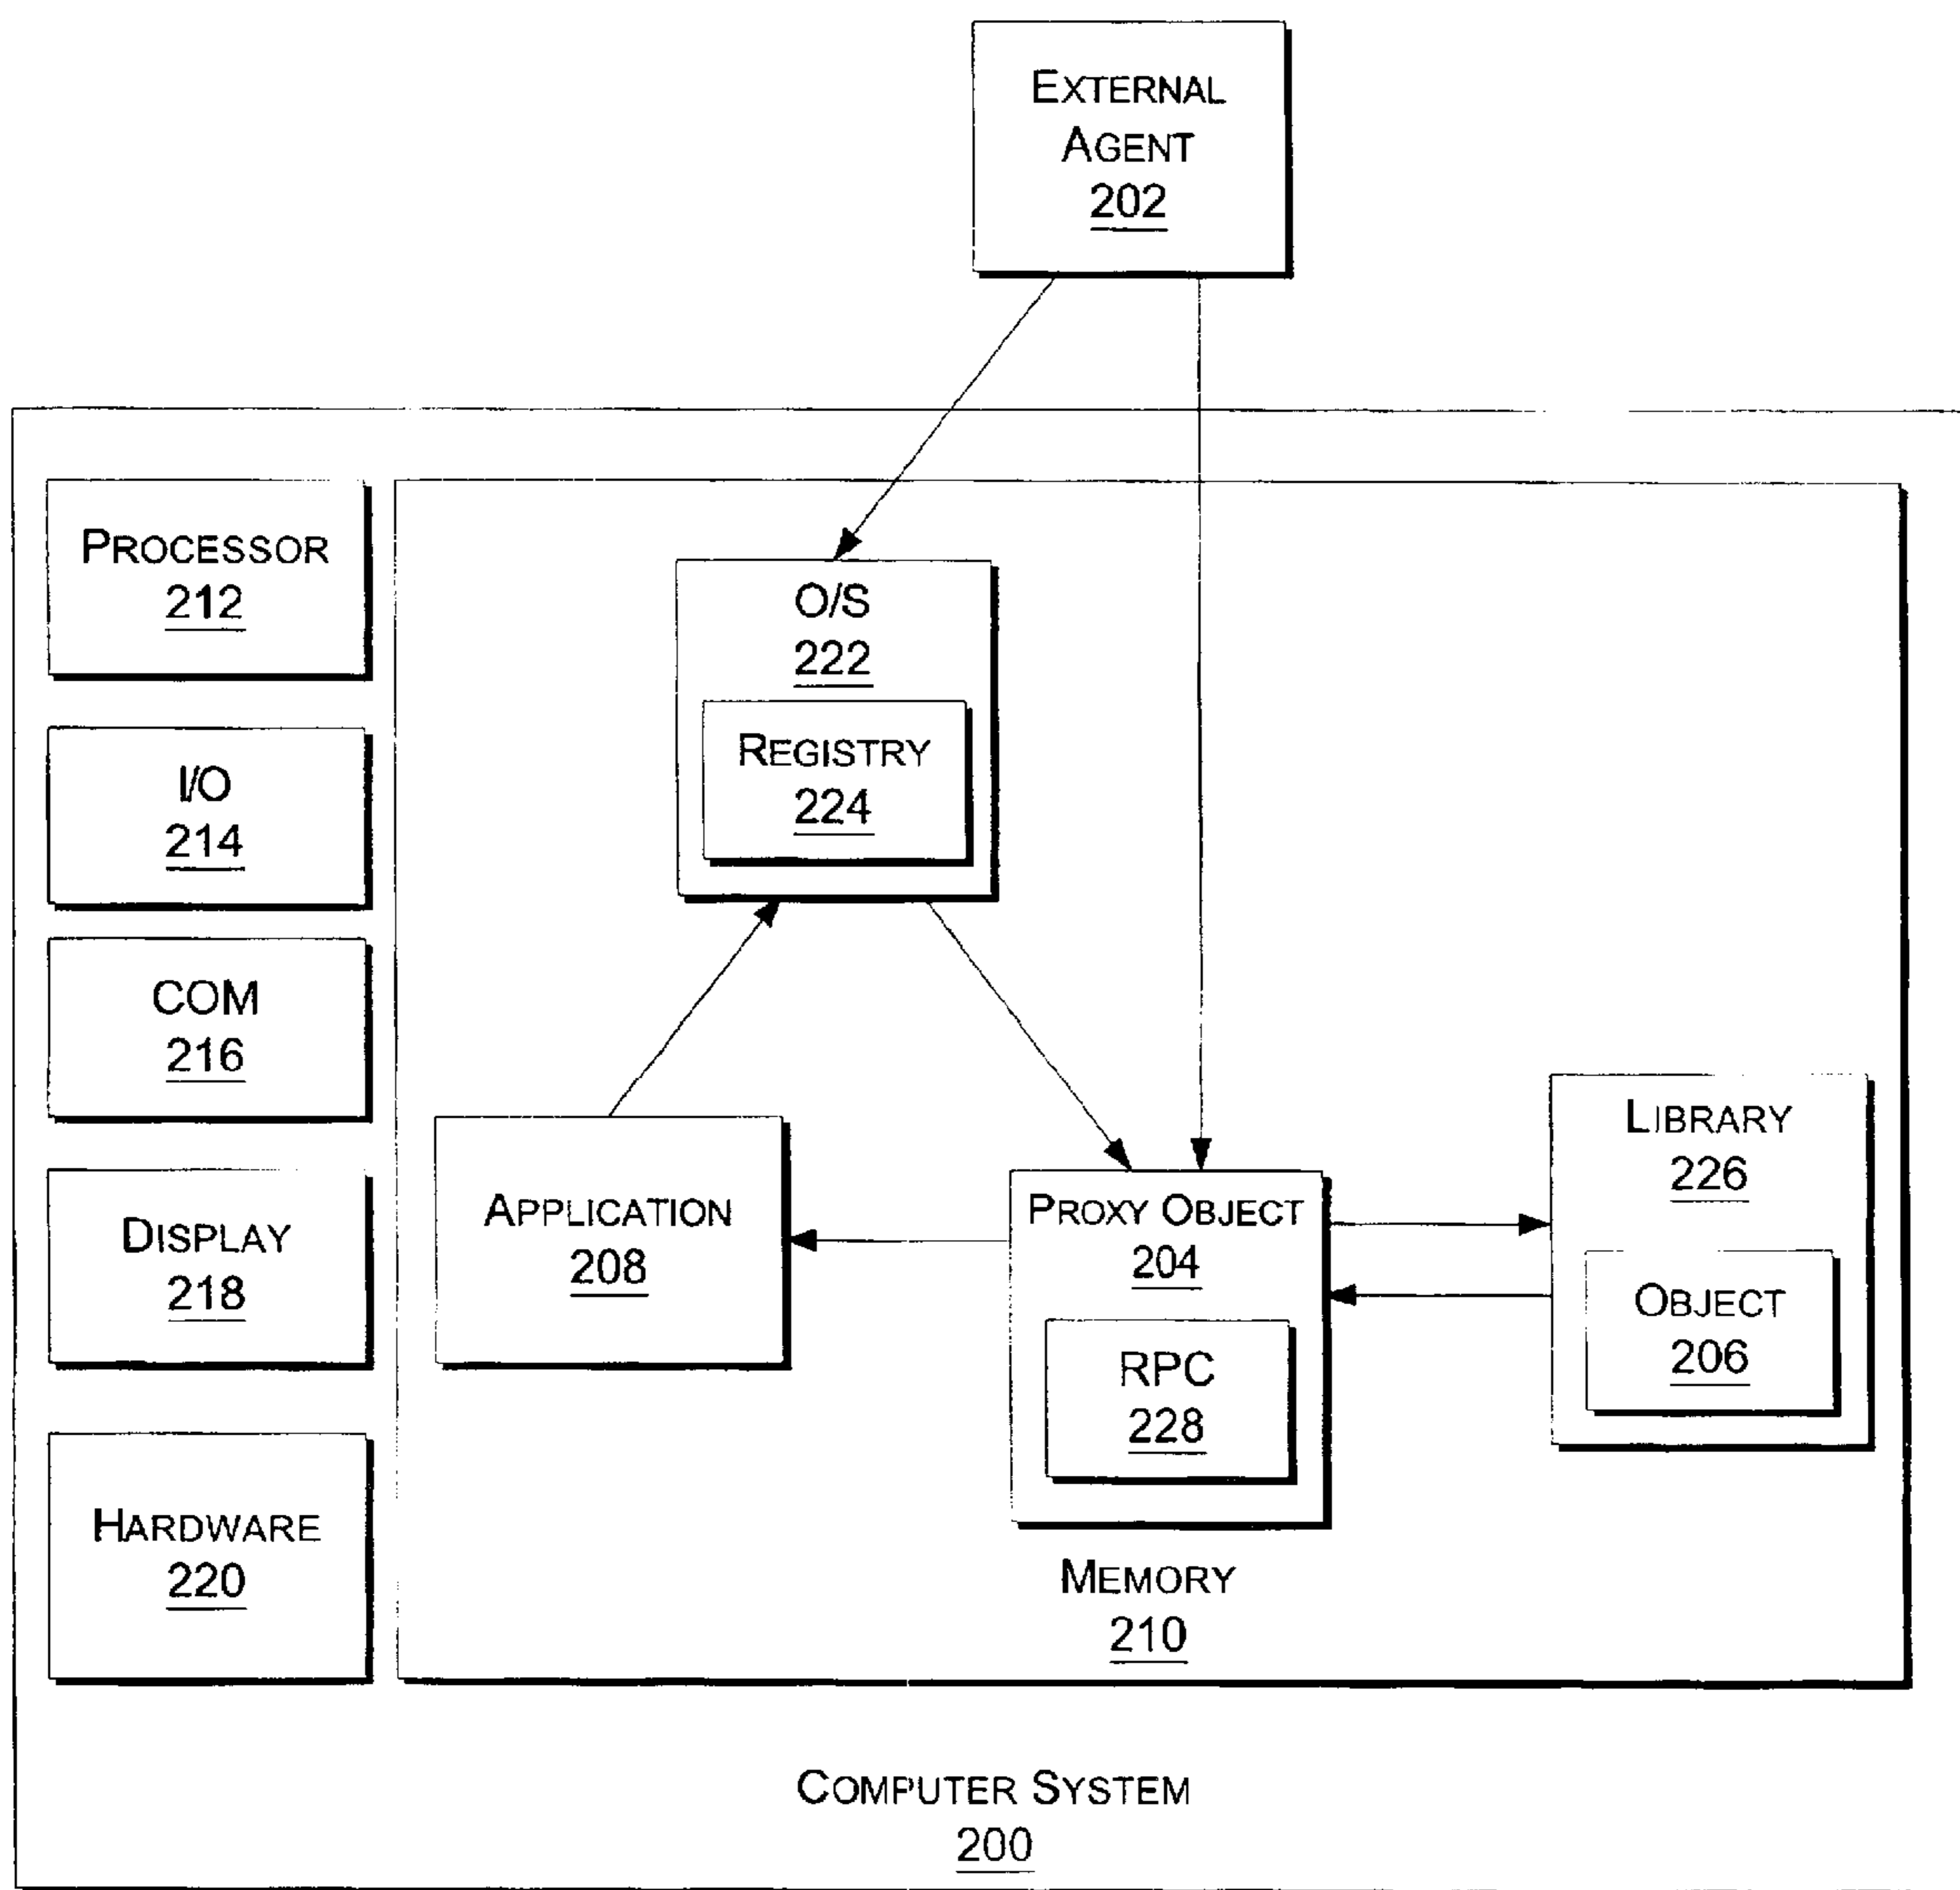 EXTERNAL
AGENT
202
PROCESSOR
212
I/O
214
COM
216
DISPLAY
218
HARDWARE
220
O/S
222
REGISTRY
224
APPLICATION
208
PROXY OBJECT
204
RPC
228
LIBRARY
226
OBJECT
206
MEMORY
210
COMPUTER SYSTEM
200